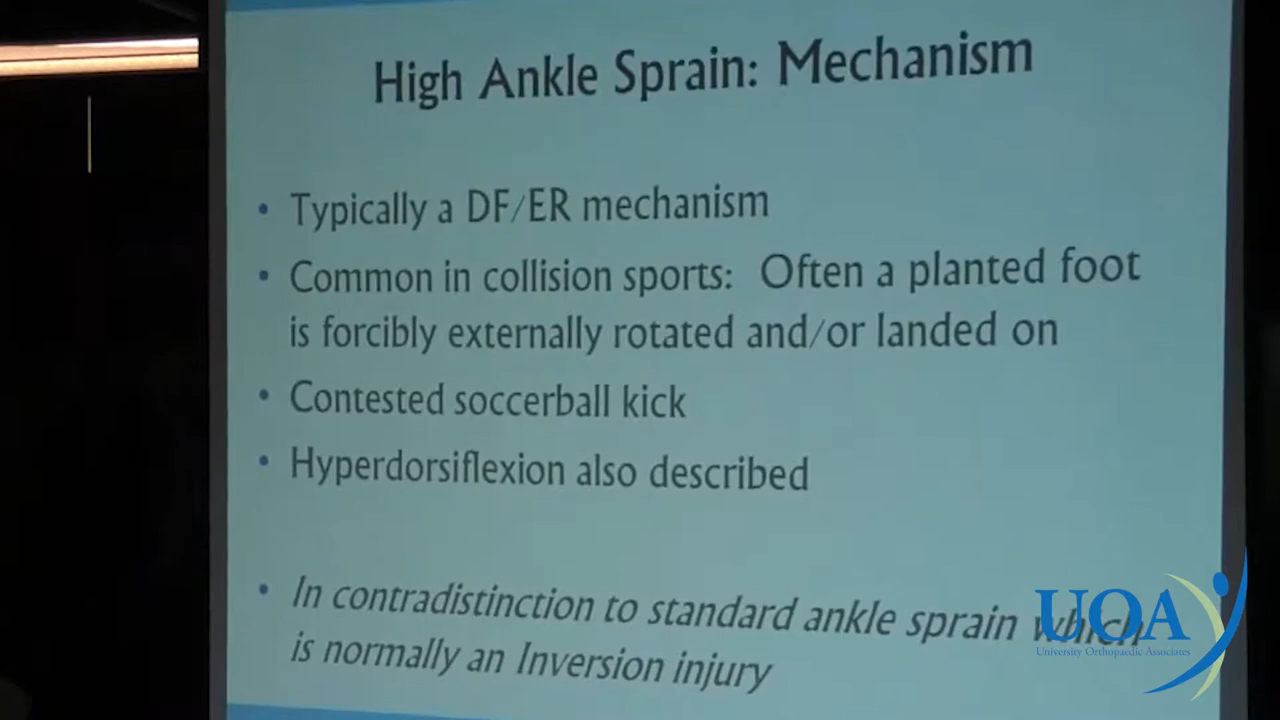 High Ankle Sprain: Mechanism
• Typically a DF/ER mechanism
• Common in collision sports: Often a planted foot
is forcibly externally rotated and/or landed on
• Contested soccerball kick
• Hyperdorsiflexion also described
• In contradistinction to standard ankle sprain which
is normally an Inversion injury
UOA
University Orthopaedic Associates